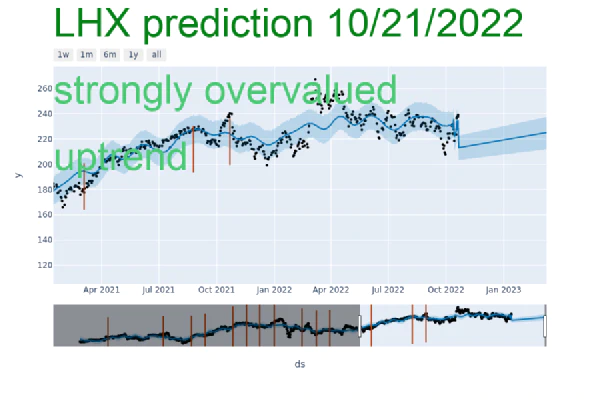 LHX prediction 10/21/2022
1w 1m 6m 1y all
strongly overvalued
uptrend
260
240
220
200
180
160
140
120
y
Apr 2021 Jul 2021 Oct 2021 Jan 2022 Apr 2022 Jul 2022 Oct 2022 Jan 2023
ds